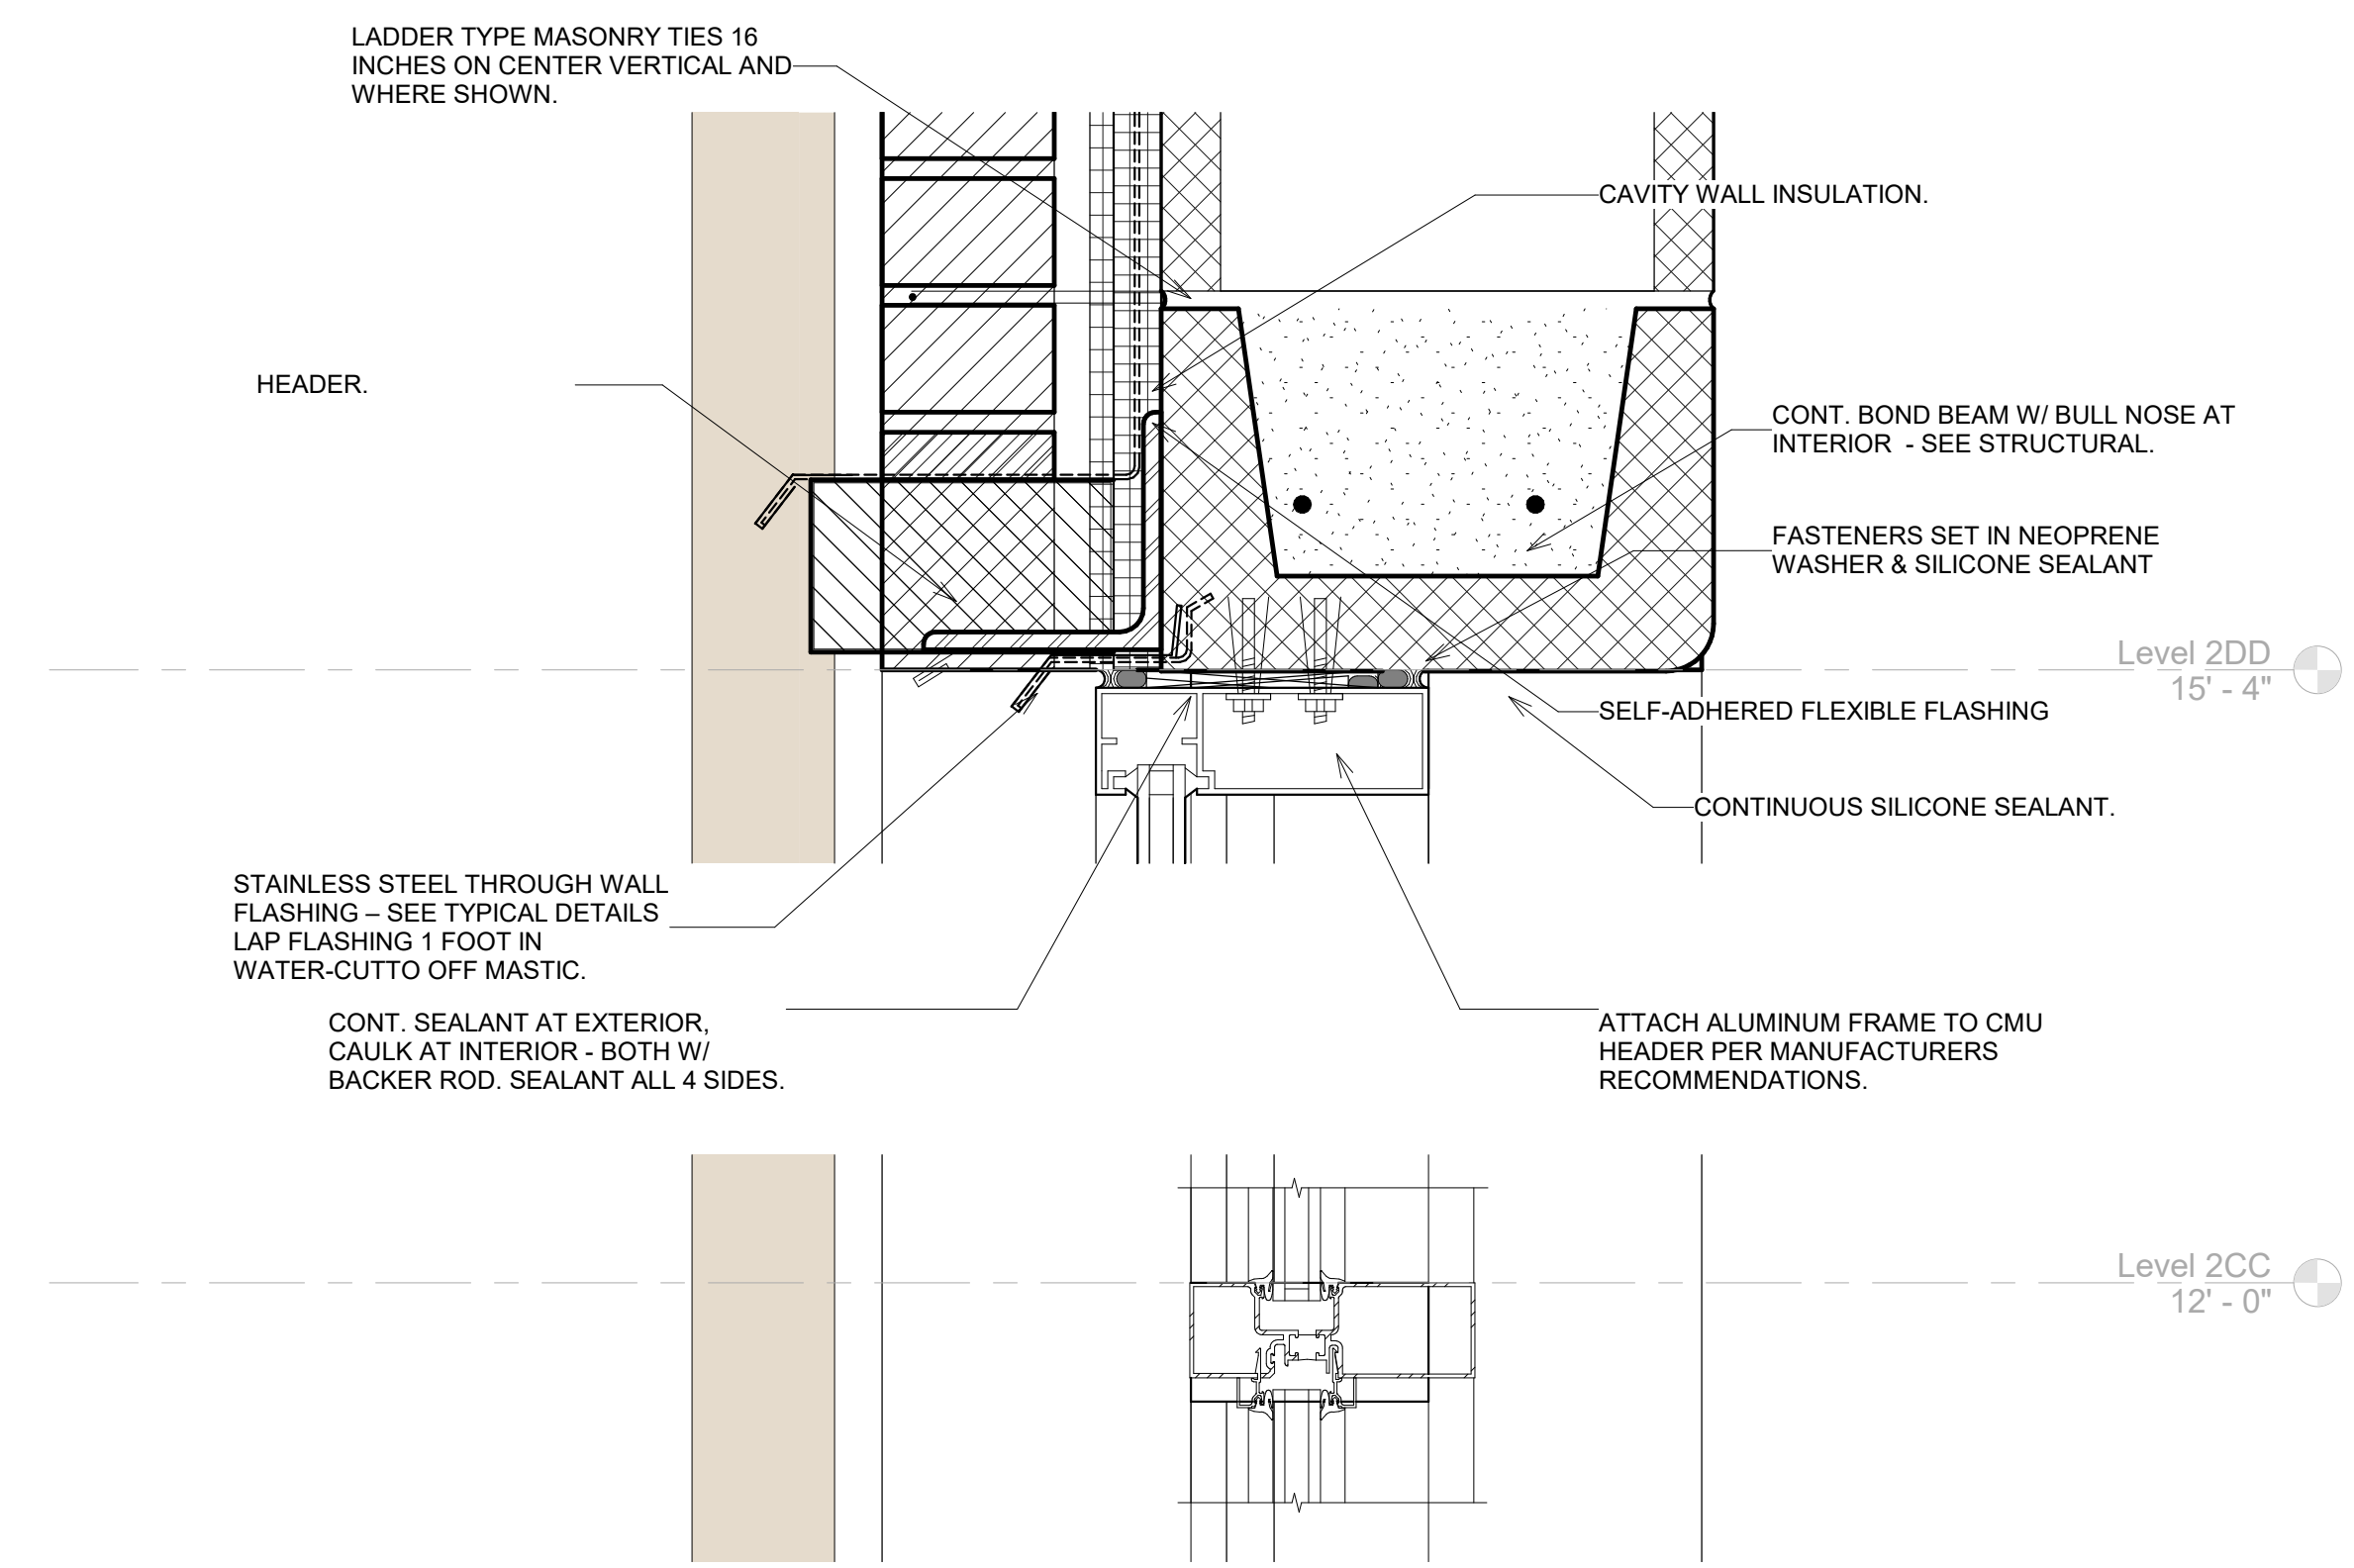 LADDER TYPE MASONRY TIES 16
INCHES ON CENTER VERTICAL AND
WHERE SHOWN.
CAVITY WALL INSULATION.
HEADER.
CONT. BOND BEAM W/ BULL NOSE AT
INTERIOR - SEE STRUCTURAL.
FASTENERS SET IN NEOPRENE
WASHER & SILICONE SEALANT
Level 2DD
15' - 4"
SELF-ADHERED FLEXIBLE FLASHING
CONTINUOUS SILICONE SEALANT.
STAINLESS STEEL THROUGH WALL
FLASHING – SEE TYPICAL DETAILS
LAP FLASHING 1 FOOT IN
WATER-CUTTO OFF MASTIC.
CONT. SEALANT AT EXTERIOR,
CAULK AT INTERIOR - BOTH W/
BACKER ROD. SEALANT ALL 4 SIDES.
ATTACH ALUMINUM FRAME TO CMU
HEADER PER MANUFACTURERS
RECOMMENDATIONS.
Level 2CC
12' - 0"